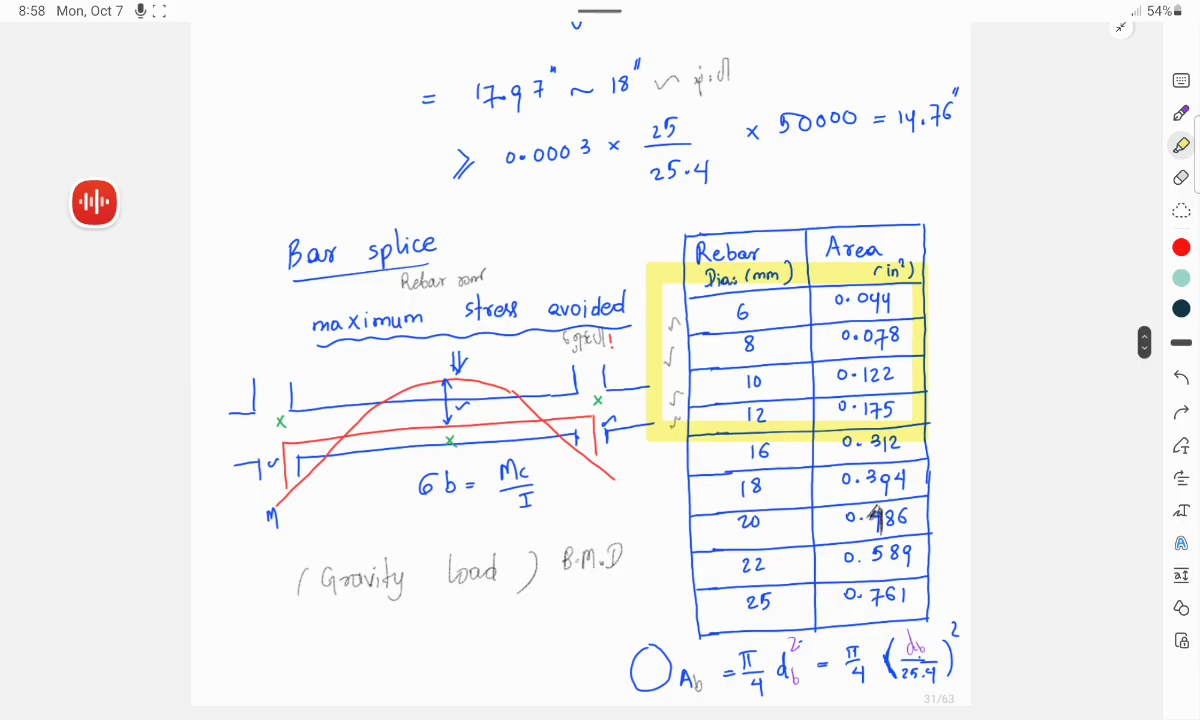 8:58 Mon, Oct 7
54%
= 17.97" ~ 18"
≥ 0.0003 × 25/25.4 × 50000 = 14.76"
Bar splice
Rebar
maximum stress avoided
M
σb = Mc/I
(Gravity load) B.M.D
Rebar Dia: (mm) Area (in²)
6 0.044
8 0.078
10 0.122
12 0.175
16 0.312
18 0.394
20 0.486
22 0.589
25 0.761
Ab = π/4 db² = π/4 (db/25.4)²
31/63